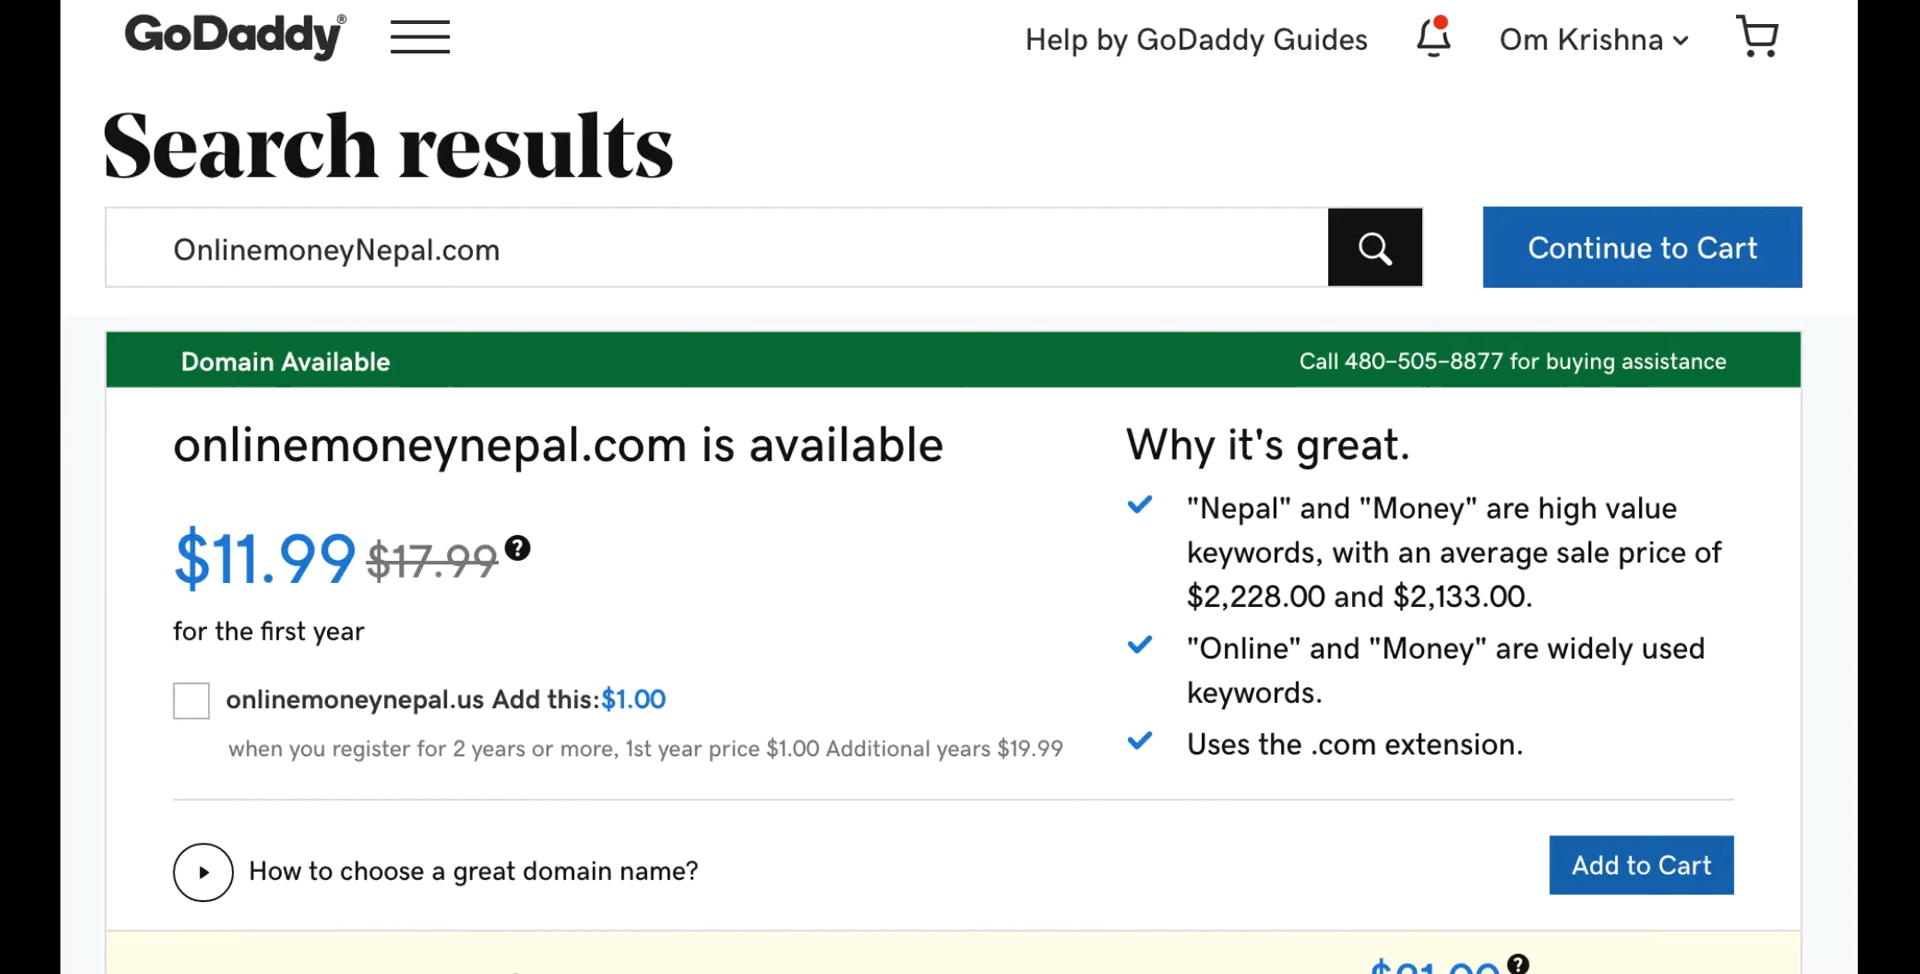 GoDaddy®
Help by GoDaddy Guides
Om Krishna
Search results
OnlinemoneyNepal.com
Continue to Cart
Domain Available
Call 480-505-8877 for buying assistance
onlinemoneynepal.com is available
$11.99 $17.99 ?
for the first year
onlinemoneynepal.us Add this:$1.00
when you register for 2 years or more, 1st year price $1.00 Additional years $19.99
Why it's great.
"Nepal" and "Money" are high value
keywords, with an average sale price of
$2,228.00 and $2,133.00.
"Online" and "Money" are widely used
keywords.
Uses the .com extension.
How to choose a great domain name?
Add to Cart